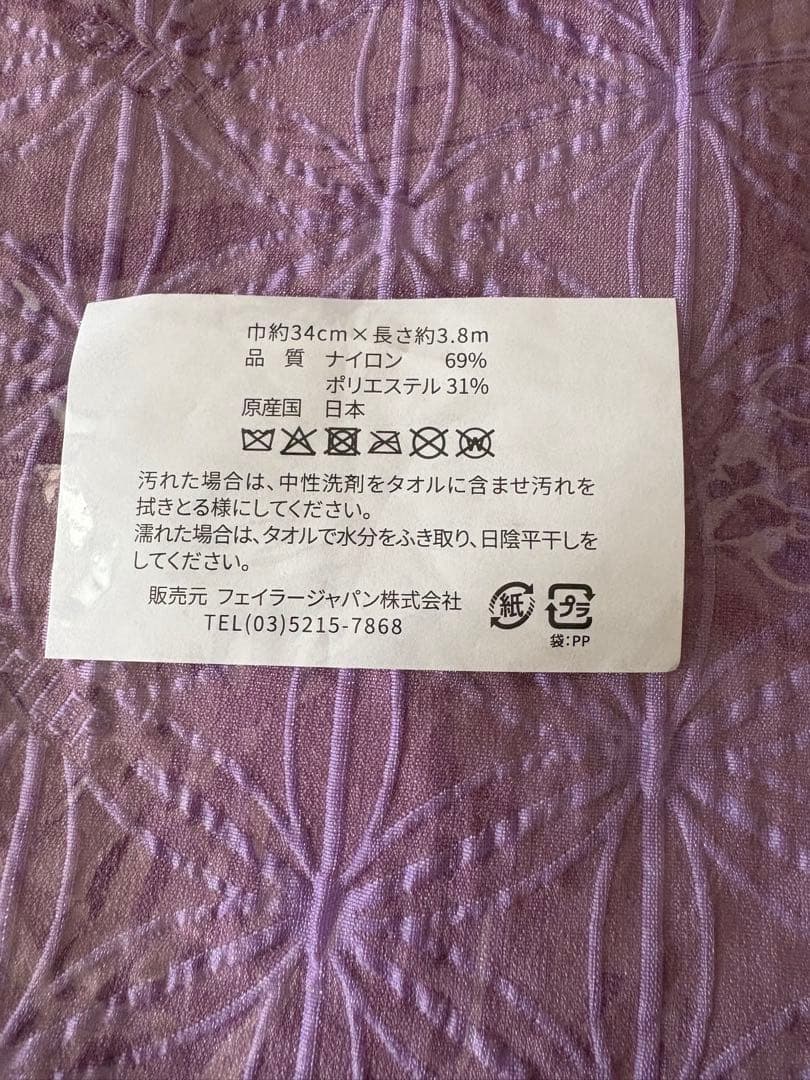 巾約34cm×長さ約3.8m
品 質 ナイロン 69%
ポリエステル 31%
原産国 日本
W
汚れた場合は、中性洗剤をタオルに含ませ汚れを
拭きとる様にしてください。
濡れた場合は、タオルで水分をふき取り、日陰平干しを
してください。
販売元 フェイラージャパン株式会社
TEL(03)5215-7868
紙
プラ
袋:PP